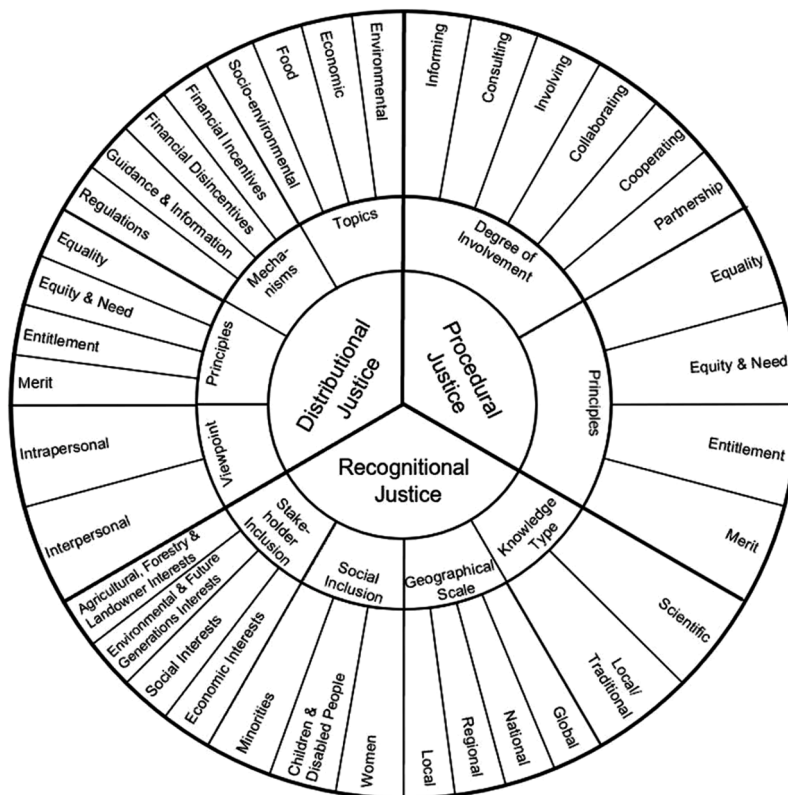 Distributional
Justice
Procedural
Justice
Recognitional
Justice
Topics
Mecha-
nisms
Principles
Viewpoint
Degree of
Involvement
Principles
Knowledge
Type
Geographical
Scale
Social
Inclusion
Stake-
holder
Inclusion
Environmental
Economic
Food
Socio-environmental
Financial Incentives
Financial Disincentives
Guidance & Information
Regulations
Equality
Equity & Need
Entitlement
Merit
Intrapersonal
Interpersonal
Informing
Consulting
Involving
Collaborating
Cooperating
Partnership
Equality
Equity & Need
Entitlement
Merit
Scientific
Local/
Traditional
Global
National
Regional
Local
Women
Children &
Disabled People
Minorities
Economic Interests
Social Interests
Environmental & Future
Generations Interests
Agricultural, Forestry &
Landowner Interests